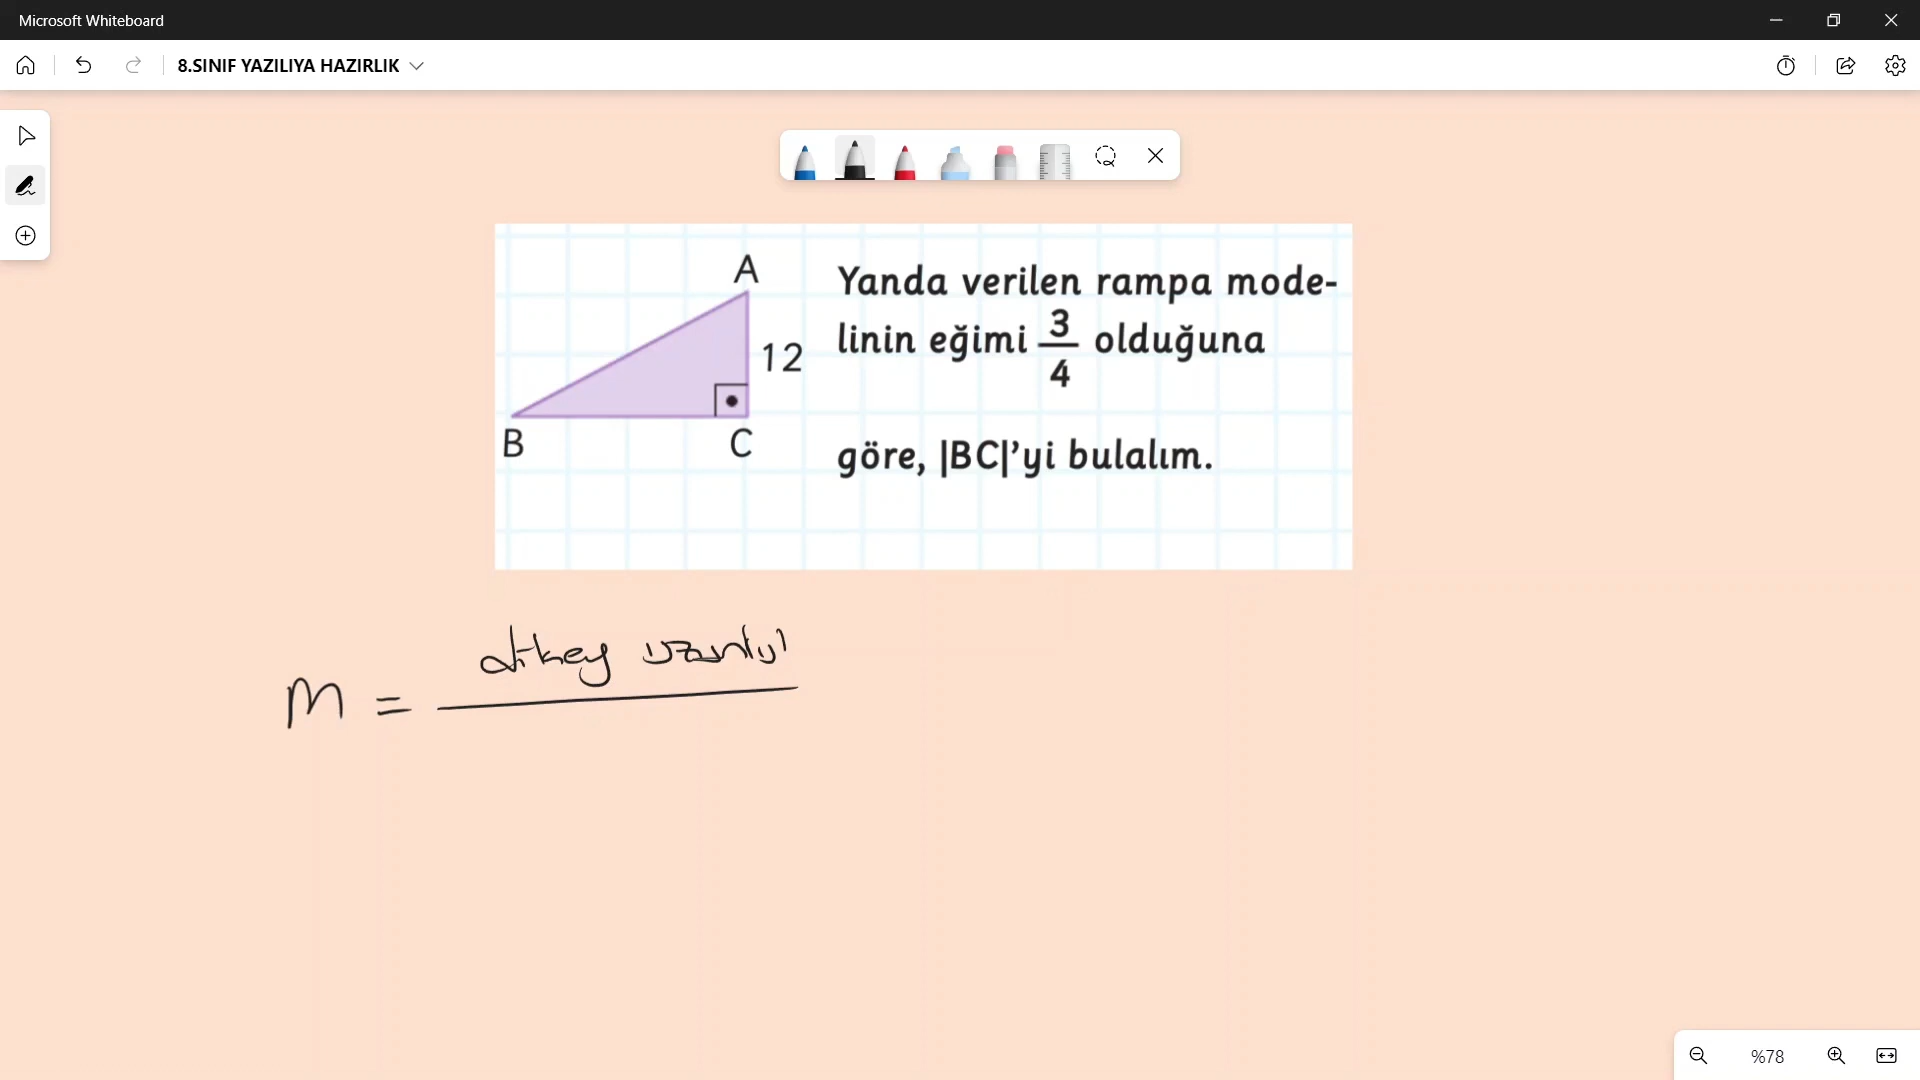 Microsoft Whiteboard
8.SINIF YAZILIYA HAZIRLIK
A
12
B
C
Yanda verilen rampa mode-
linin eğimi 3/4 olduğuna
göre, |BC|'yi bulalım.
M = dikey uzunluk
%78